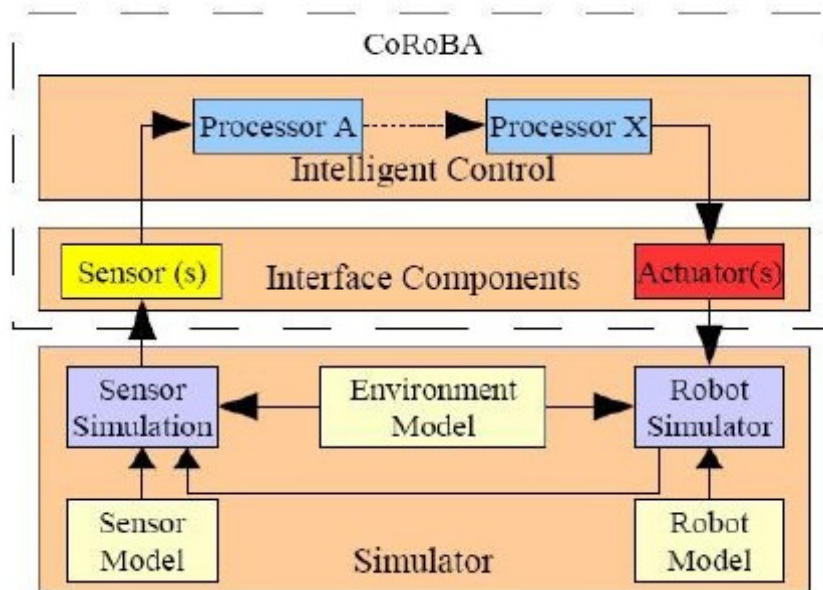 CoRoBA
Processor A
Processor X
Intelligent Control
Sensor (s)
Interface Components
Actuator(s)
Sensor
Simulation
Environment
Model
Robot
Simulator
Sensor
Model
Simulator
Robot
Model